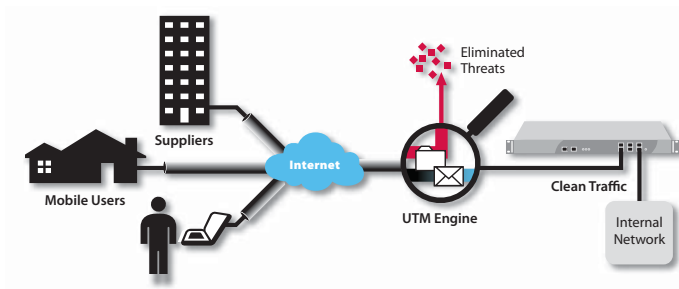 Eliminated
Threats
Suppliers
Internet
Mobile Users
UTM Engine
Clean Traffic
Internal
Network